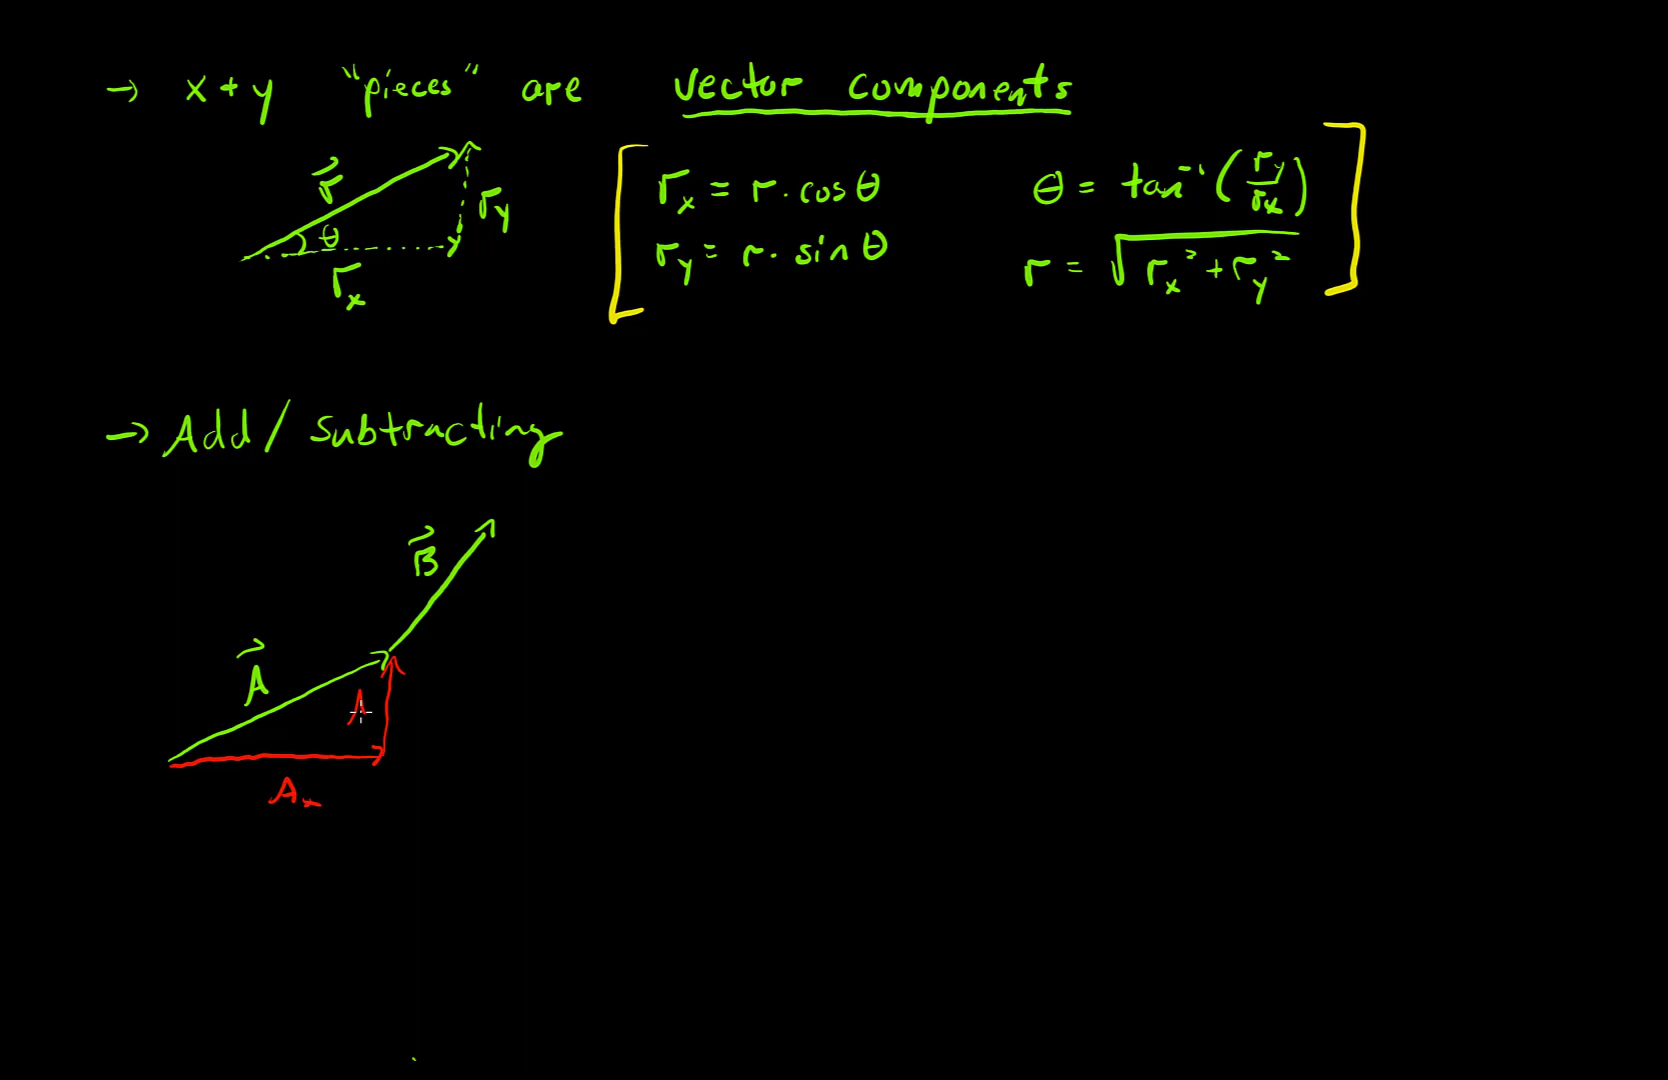 → x + y "pieces" are vector components
r⃗ θ r_y r_x
r_x = r · cos θ θ = tan⁻¹ (r_y / r_x)
r_y = r · sin θ r = √(r_x² + r_y²)
→ Add / subtracting
B⃗
A⃗
A
A_x